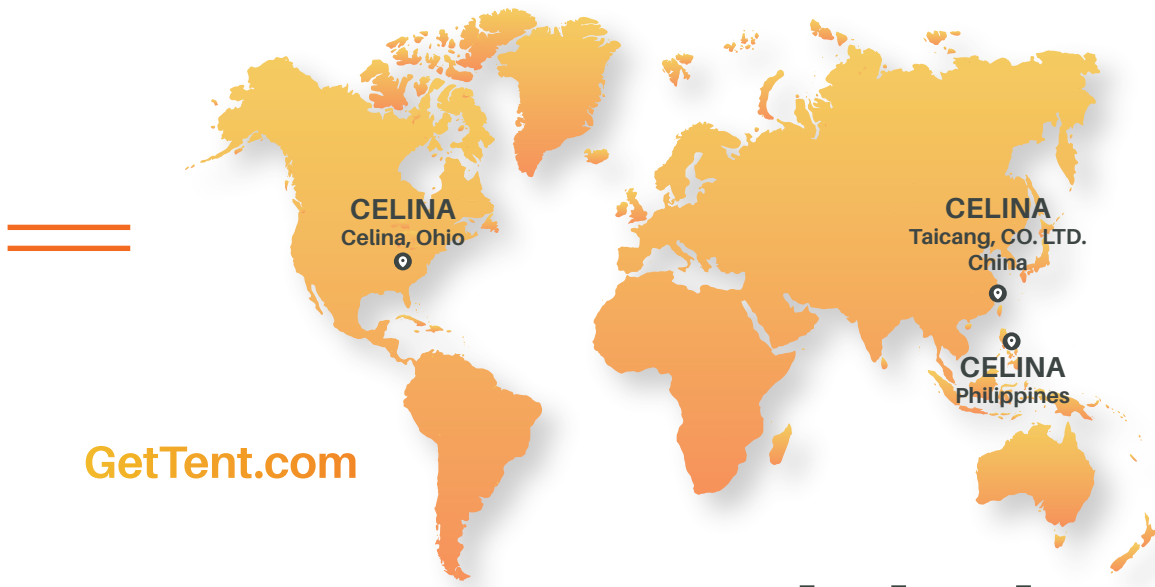 CELINA
Celina, Ohio
CELINA
Taicang, CO. LTD.
China
CELINA
Philippines
GetTent.com